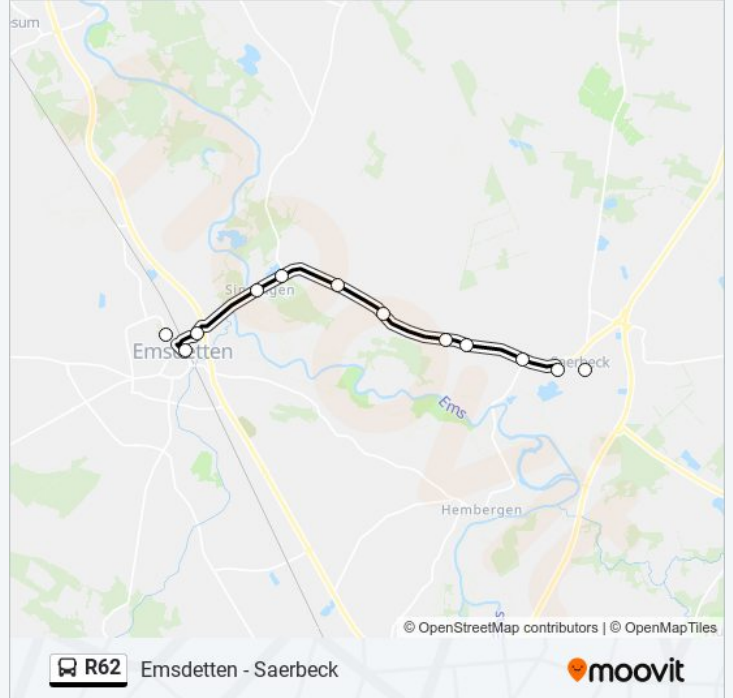 sum
Sinningen
Emsdetten
Saerbeck
Ems
Hembergen
s
© OpenStreetMap contributors | © OpenMapTiles
R62 Emsdetten - Saerbeck
moovit